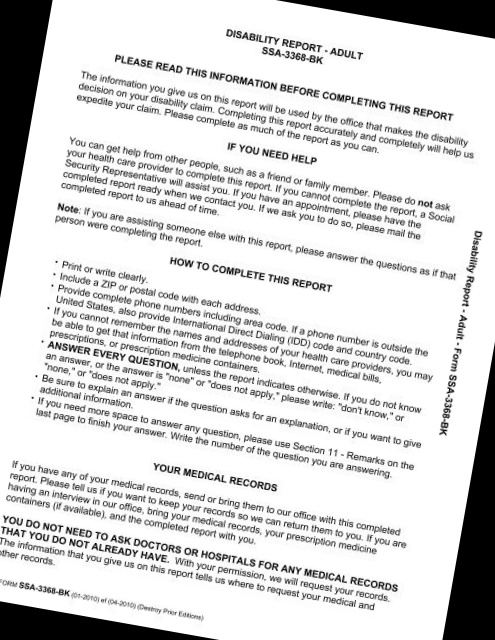 DISABILITY REPORT - ADULT
SSA-3368-BK
PLEASE READ THIS INFORMATION BEFORE COMPLETING THIS REPORT
The information you give us on this report will be used by the office that makes the disability
decision on your disability claim. Completing this report accurately and completely will help us
expedite your claim. Please complete as much of the report as you can.
IF YOU NEED HELP
You can get help from other people, such as a friend or family member. Please do not ask
your health care provider to complete this report. If you cannot complete the report, a Social
Security Representative will assist you. If you have an appointment, please have the
completed report ready when we contact you. If we ask you to do so, please mail the
completed report to us ahead of time.
Note: If you are assisting someone else with this report, please answer the questions as if that
person were completing the report.
HOW TO COMPLETE THIS REPORT
• Print or write clearly.
• Include a ZIP or postal code with each address.
• Provide complete phone numbers including area code. If a phone number is outside the
United States, also provide International Direct Dialing (IDD) code and country code.
• If you cannot remember the names and addresses of your health care providers, you may
be able to get that information from the telephone book, Internet, medical bills,
prescriptions, or prescription medicine containers.
• ANSWER EVERY QUESTION, unless the report indicates otherwise. If you do not know
an answer, or the answer is "none" or "does not apply," please write: "don't know," or
"none," or "does not apply."
• Be sure to explain an answer if the question asks for an explanation, or if you want to give
additional information.
• If you need more space to answer any question, please use Section 11 - Remarks on the
last page to finish your answer. Write the number of the question you are answering.
YOUR MEDICAL RECORDS
If you have any of your medical records, send or bring them to our office with this completed
report. Please tell us if you want to keep your records so we can return them to you. If you are
having an interview in our office, bring your medical records, your prescription medicine
containers (if available), and the completed report with you.
YOU DO NOT NEED TO ASK DOCTORS OR HOSPITALS FOR ANY MEDICAL RECORDS
THAT YOU DO NOT ALREADY HAVE. With your permission, we will request your records.
The information that you give us on this report tells us where to request your medical and
other records.
FORM SSA-3368-BK (01-2010) ef (04-2010) (Destroy Prior Editions)
Disability Report - Adult - Form SSA-3368-BK